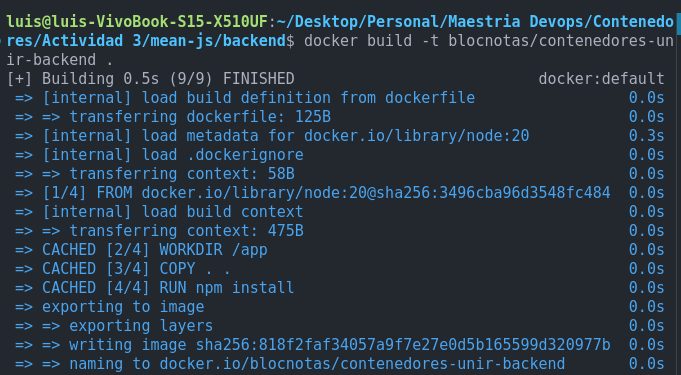 luis@luis-VivoBook-S15-X510UF:~/Desktop/Personal/Maestria Devops/Contenedo
res/Actividad 3/mean-js/backend$ docker build -t blocnotas/contenedores-un
ir-backend .
[+] Building 0.5s (9/9) FINISHED docker:default
=> [internal] load build definition from dockerfile 0.0s
=> => transferring dockerfile: 125B 0.0s
=> [internal] load metadata for docker.io/library/node:20 0.3s
=> [internal] load .dockerignore 0.0s
=> => transferring context: 58B 0.0s
=> [1/4] FROM docker.io/library/node:20@sha256:3496cba96d3548fc484 0.0s
=> [internal] load build context 0.0s
=> => transferring context: 475B 0.0s
=> CACHED [2/4] WORKDIR /app 0.0s
=> CACHED [3/4] COPY . . 0.0s
=> CACHED [4/4] RUN npm install 0.0s
=> exporting to image 0.0s
=> => exporting layers 0.0s
=> => writing image sha256:818f2faf34057a9f7e27e0d5b165599d320977b 0.0s
=> => naming to docker.io/blocnotas/contenedores-unir-backend 0.0s